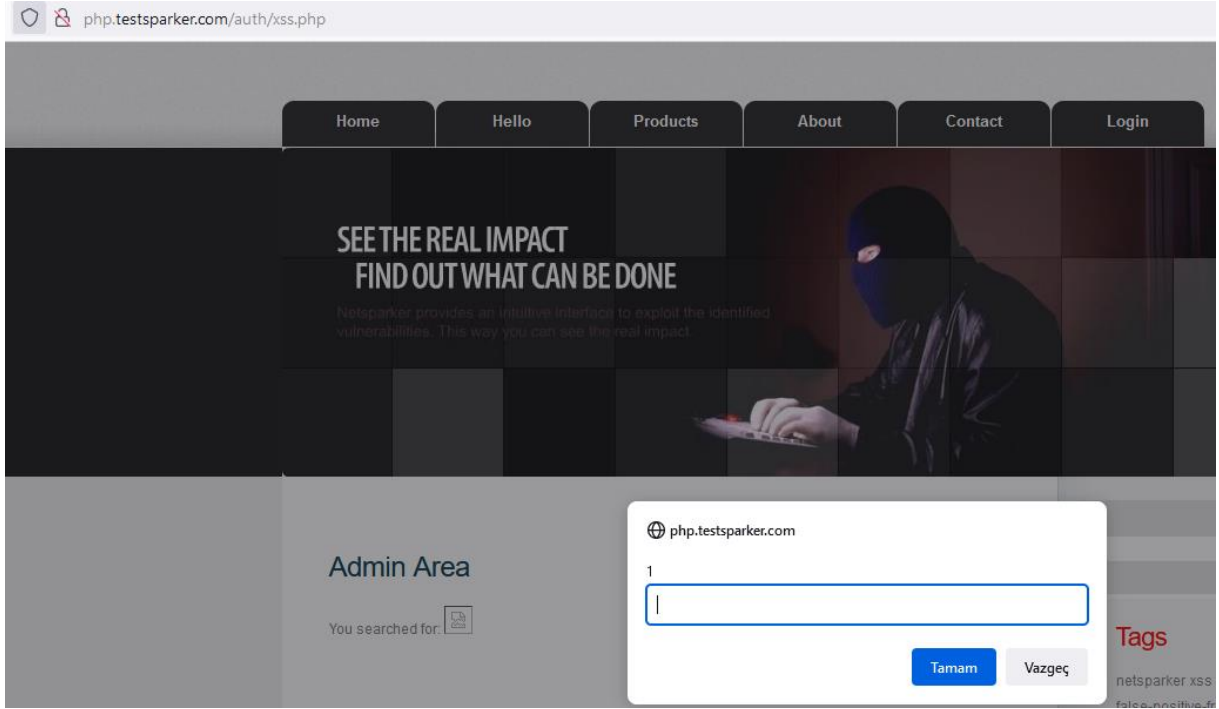 php.testsparker.com/auth/xss.php
Home Hello Products About Contact Login
SEE THE REAL IMPACT
FIND OUT WHAT CAN BE DONE
Netsparker provides an intuitive interface to exploit the identified
vulnerabilities. This way you can see the real impact.
php.testsparker.com
1
Tamam Vazgeç
Admin Area
You searched for:
Tags
netsparker xss